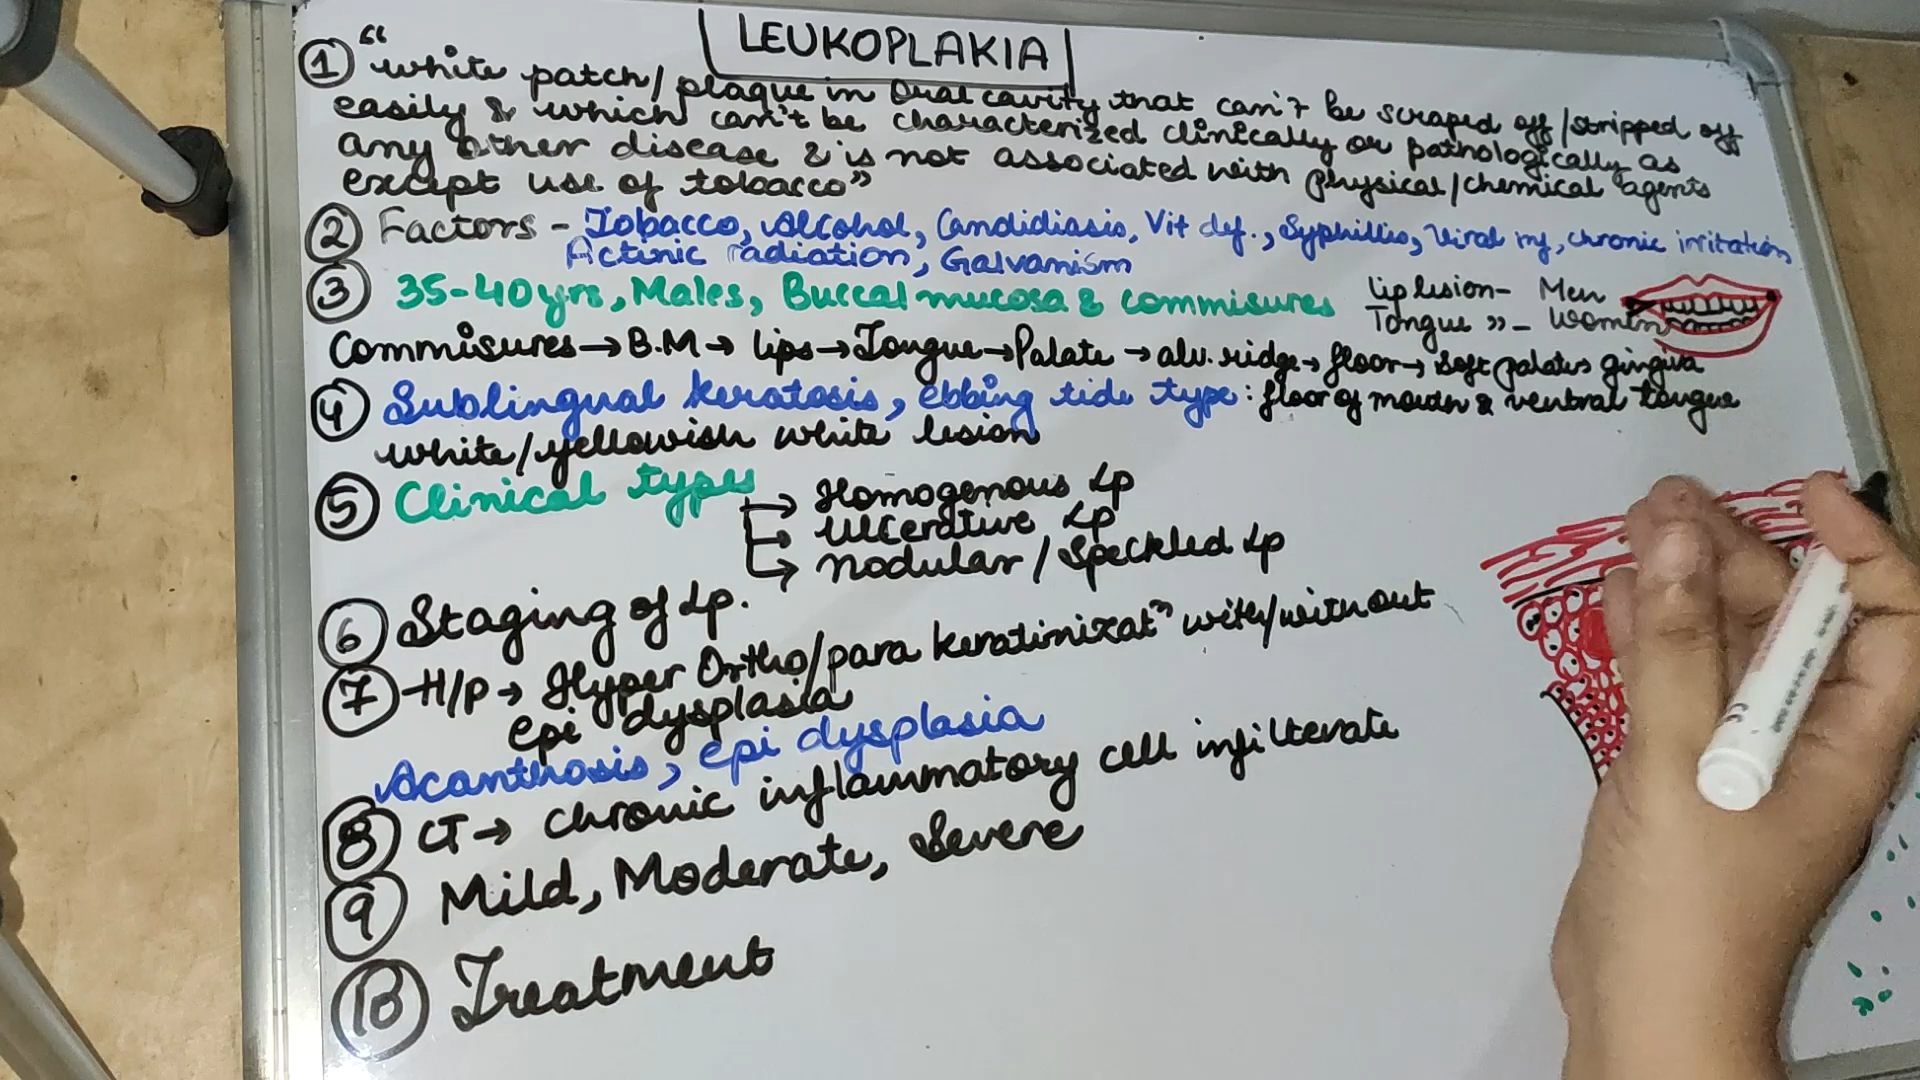 LEUKOPLAKIA
① "white patch/plaque in Oral cavity that can't be scraped off/stripped off
easily & which can't be characterized clinically or pathologically as
any other disease & is not associated with physical/chemical agents
except use of tobacco"
② Factors - Tobacco, Alcohol, Candidiasis, Vit def., Syphillis, Viral inf, chronic irritation
Actinic radiation, Galvanism
③ 35-40yrs, Males, Buccal mucosa & commisures
lip lesion - Men
Tongue " - Women
Commisures → B.M → lips → Tongue → Palate → alv. ridge → floor → soft palate & gingiva
④ Sublingual keratosis, ebbing tide type: floor of mouth & ventral tongue
white/yellowish white lesion
⑤ Clinical types
→ Homogenous Lp
→ Ulcerative Lp
→ Nodular / Speckled Lp
⑥ Staging of Lp.
⑦ H/P → Hyper Ortho/para keratinizatⁿ with/without
epi dysplasia
Acanthosis, epi dysplasia
⑧ CT → chronic inflammatory cell infilterate
⑨ Mild, Moderate, Severe
⑩ Treatment